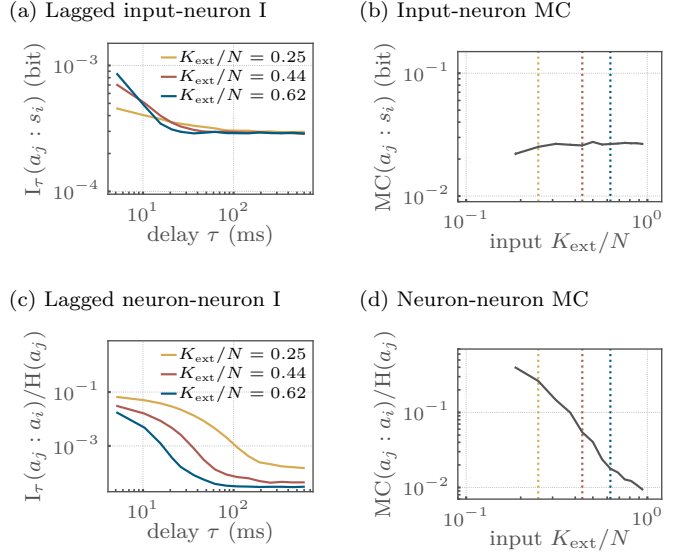 (a) Lagged input-neuron I
(b) Input-neuron MC
I_τ(a_j : s_i) (bit)
10^−3
10^−4
K_ext/N = 0.25
K_ext/N = 0.44
K_ext/N = 0.62
10^1
10^2
delay τ (ms)
MC(a_j : s_i) (bit)
10^−1
10^−2
10^−1
10^0
input K_ext/N
(c) Lagged neuron-neuron I
(d) Neuron-neuron MC
I_τ(a_j : a_i)/H(a_j)
10^−1
10^−3
K_ext/N = 0.25
K_ext/N = 0.44
K_ext/N = 0.62
10^1
10^2
delay τ (ms)
MC(a_j : a_i)/H(a_j)
10^−1
10^−2
10^−1
10^0
input K_ext/N